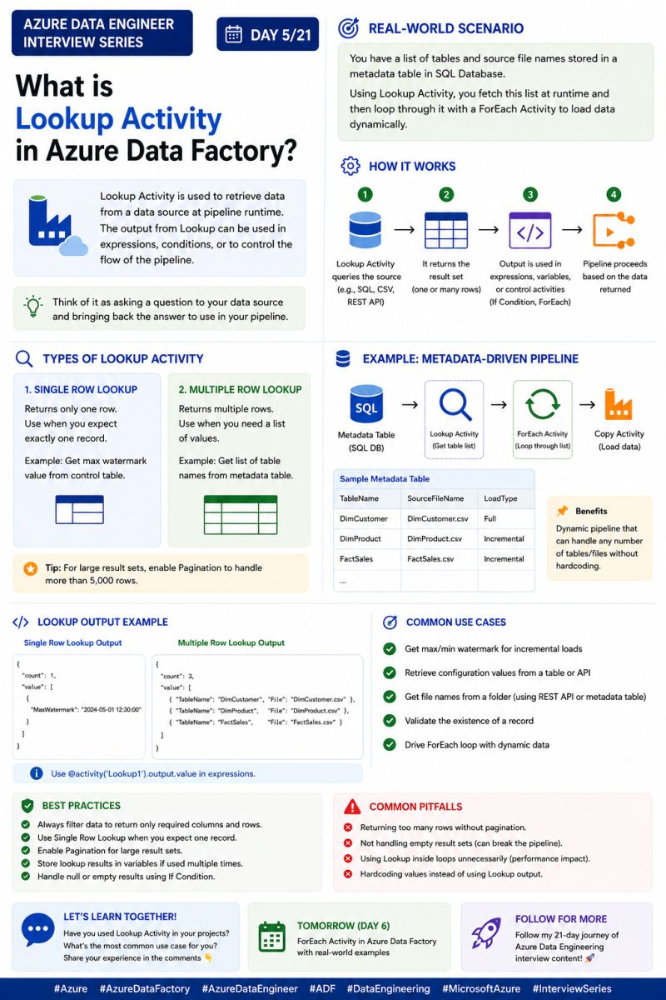 AZURE DATA ENGINEER
INTERVIEW SERIES
DAY 5/21
What is
Lookup Activity
in Azure Data Factory?
Lookup Activity is used to retrieve data
from a data source at pipeline runtime.
The output from Lookup can be used in
expressions, conditions, or to control the
flow of the pipeline.
Think of it as asking a question to your data source
and bringing back the answer to use in your pipeline.
REAL-WORLD SCENARIO
You have a list of tables and source file names stored in a
metadata table in SQL Database.
Using Lookup Activity, you fetch this list at runtime and
then loop through it with a ForEach Activity to load data
dynamically.
HOW IT WORKS
1
Lookup Activity
queries the source
(e.g., SQL, CSV,
REST API)
2
It returns the
result set
(one or many rows)
3
</>
Output is used in
expressions, variables,
or control activities
(If Condition, ForEach)
4
Pipeline proceeds
based on the data
returned
TYPES OF LOOKUP ACTIVITY
1. SINGLE ROW LOOKUP
Returns only one row.
Use when you expect
exactly one record.
Example: Get max watermark
value from control table.
2. MULTIPLE ROW LOOKUP
Returns multiple rows.
Use when you need a list
of values.
Example: Get list of table
names from metadata table.
Tip: For large result sets, enable Pagination to handle
more than 5,000 rows.
EXAMPLE: METADATA-DRIVEN PIPELINE
SQL
Metadata Table
(SQL DB)
Lookup Activity
(Get table list)
ForEach Activity
(Loop through list)
Copy Activity
(Load data)
Sample Metadata Table
TableName SourceFileName LoadType
DimCustomer DimCustomer.csv Full
DimProduct DimProduct.csv Incremental
FactSales FactSales.csv Incremental
...
Benefits
Dynamic pipeline that
can handle any number
of tables/files without
hardcoding.
</> LOOKUP OUTPUT EXAMPLE
Single Row Lookup Output
{
"count": 1,
"value": [
{
"MaxWatermark": "2024-05-01 12:30:00"
}
]
}
Multiple Row Lookup Output
{
"count": 3,
"value": [
{ "TableName": "DimCustomer", "File": "DimCustomer.csv" },
{ "TableName": "DimProduct", "File": "DimProduct.csv" },
{ "TableName": "FactSales", "File": "FactSales.csv" }
]
}
i Use @activity('Lookup1').output.value in expressions.
COMMON USE CASES
Get max/min watermark for incremental loads
Retrieve configuration values from a table or API
Get file names from a folder (using REST API or metadata table)
Validate the existence of a record
Drive ForEach loop with dynamic data
BEST PRACTICES
Always filter data to return only required columns and rows.
Use Single Row Lookup when you expect one record.
Enable Pagination for large result sets.
Store lookup results in variables if used multiple times.
Handle null or empty results using If Condition.
COMMON PITFALLS
Returning too many rows without pagination.
Not handling empty result sets (can break the pipeline).
Using Lookup inside loops unnecessarily (performance impact).
Hardcoding values instead of using Lookup output.
LET'S LEARN TOGETHER!
Have you used Lookup Activity in your projects?
What's the most common use case for you?
Share your experience in the comments 👇
TOMORROW (DAY 6)
ForEach Activity in Azure Data Factory
with real-world examples
FOLLOW FOR MORE
Follow my 21-day journey of
Azure Data Engineering
interview content! 🚀
#Azure #AzureDataFactory #AzureDataEngineer #ADF #DataEngineering #MicrosoftAzure #InterviewSeries